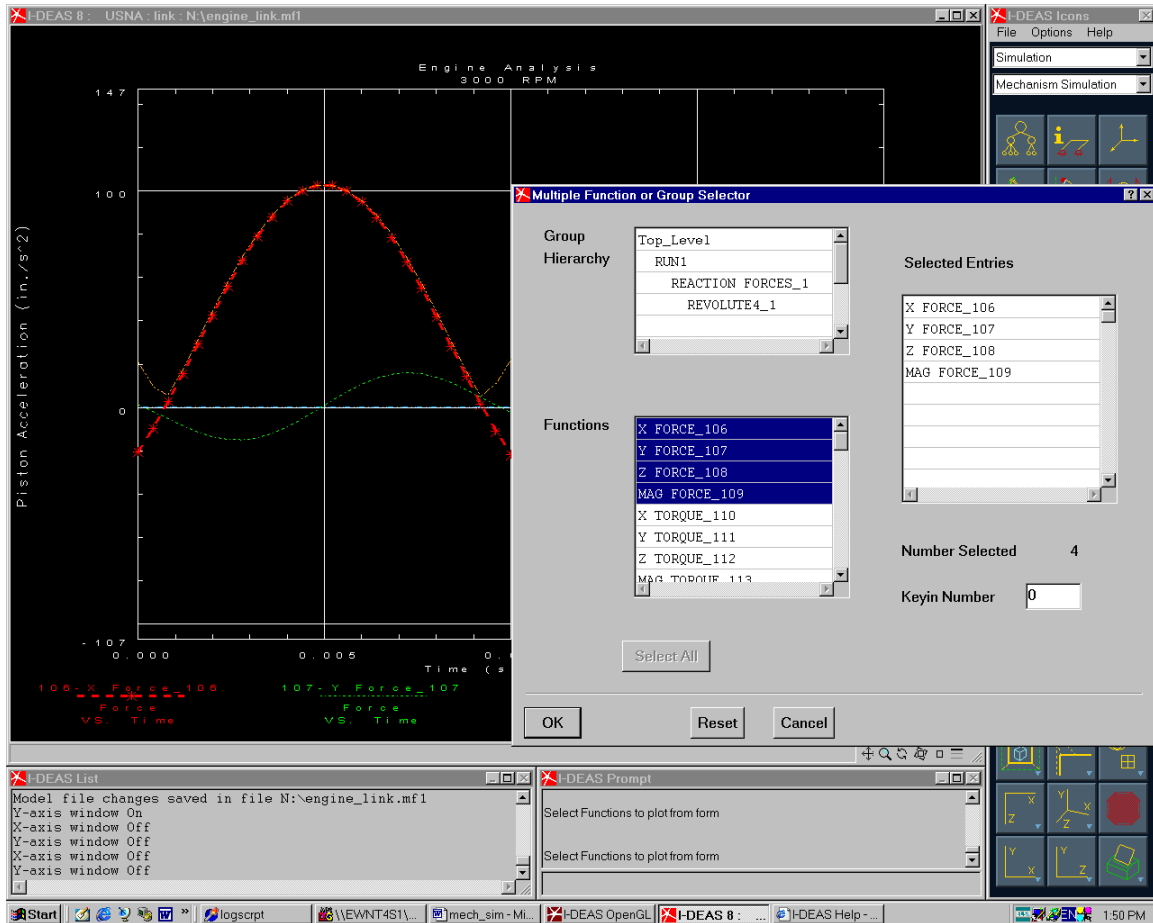 I-DEAS 8 :   USNA : link : N:\engine_link.mf1
I-DEAS Icons
File   Options   Help
Simulation
Mechanism Simulation
Engine Analysis
3000 RPM
147
100
0
-107
Piston Acceleration (in./s^2)
0.000
0.005
0.
Time (s
106-X Force_106
Force
VS. Time
107-Y Force_107
Force
VS. Time
Multiple Function or Group Selector
Group
Hierarchy
Top_Level
RUN1
REACTION FORCES_1
REVOLUTE4_1
Selected Entries
X FORCE_106
Y FORCE_107
Z FORCE_108
MAG FORCE_109
Functions
X FORCE_106
Y FORCE_107
Z FORCE_108
MAG FORCE_109
X TORQUE_110
Y TORQUE_111
Z TORQUE_112
MAG TORQUE_113
Number Selected   4
Keyin Number   0
Select All
OK   Reset   Cancel
I-DEAS List
Model file changes saved in file N:\engine_link.mf1
Y-axis window On
X-axis window Off
Y-axis window Off
X-axis window Off
Y-axis window Off
I-DEAS Prompt
Select Functions to plot from form
Select Functions to plot from form
X
Z
Y
X
Z
Y
X
Y
Z
Start
logscrpt
\\EWNT4S1\...
mech_sim - Mi...
I-DEAS OpenGL
I-DEAS 8 :   ...
I-DEAS Help - ...
EN
1:50 PM